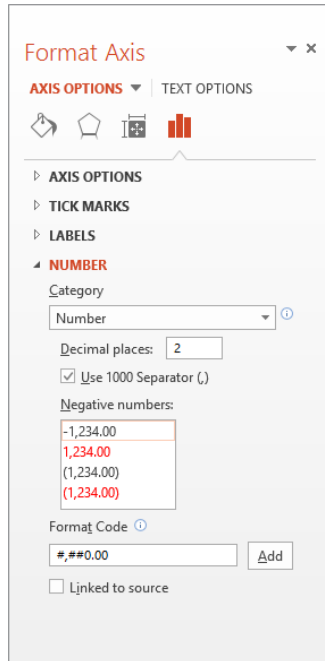 Format Axis
AXIS OPTIONS TEXT OPTIONS
AXIS OPTIONS
TICK MARKS
LABELS
NUMBER
Category
Number
Decimal places: 2
Use 1000 Separator (,)
Negative numbers:
-1,234.00
1,234.00
(1,234.00)
(1,234.00)
Format Code
#,##0.00 Add
Linked to source